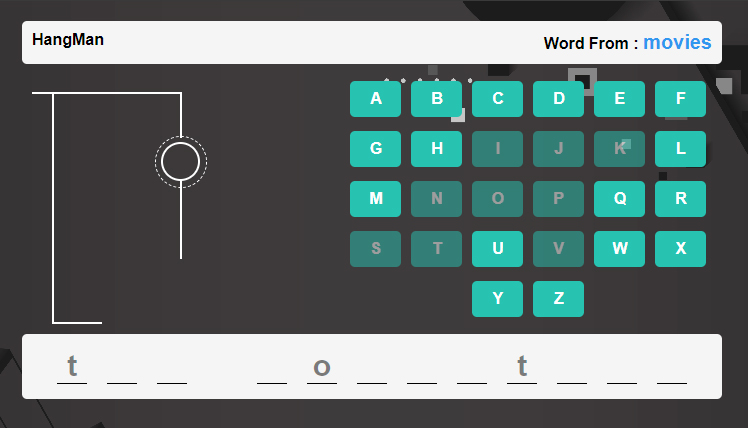 HangMan
Word From : movies
A B C D E F
G H I J K L
M N O P Q R
S T U V W X
Y Z
t _ _ _ o _ _ _ t _ _ _